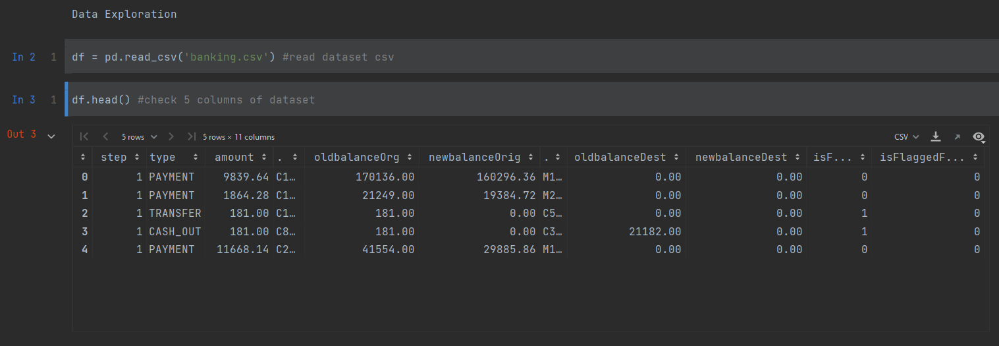 Data Exploration
In 2 1 df = pd.read_csv('banking.csv') #read dataset csv
In 3 1 df.head() #check 5 columns of dataset
Out 3
5 rows 5 rows × 11 columns CSV
step type amount . oldbalanceOrg newbalanceOrig . oldbalanceDest newbalanceDest isF... isFlaggedF...
0 1 PAYMENT 9839.64 C1… 170136.00 160296.36 M1… 0.00 0.00 0 0
1 1 PAYMENT 1864.28 C1… 21249.00 19384.72 M2… 0.00 0.00 0 0
2 1 TRANSFER 181.00 C1… 181.00 0.00 C5… 0.00 0.00 1 0
3 1 CASH_OUT 181.00 C8… 181.00 0.00 C3… 21182.00 0.00 1 0
4 1 PAYMENT 11668.14 C2… 41554.00 29885.86 M1… 0.00 0.00 0 0